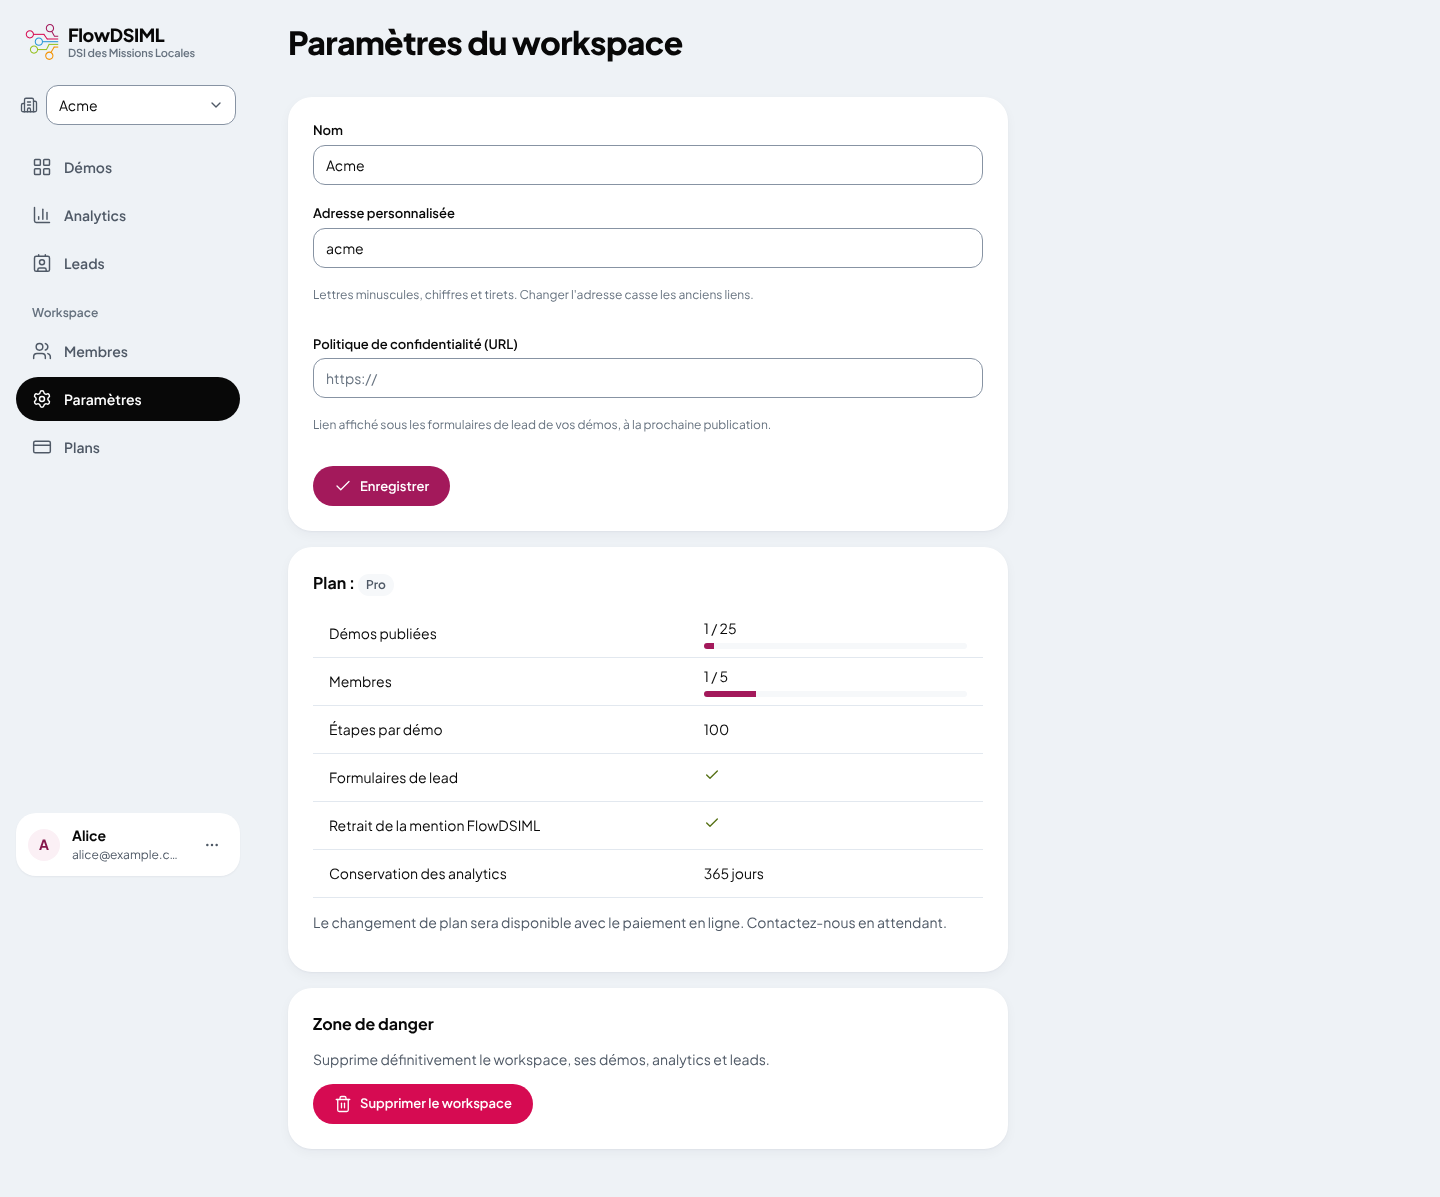 FlowDSIML
DSI des Missions Locales
Acme
Démos
Analytics
Leads
Workspace
Membres
Paramètres
Plans
Alice
alice@example.c...
Paramètres du workspace
Nom
Acme
Adresse personnalisée
acme
Lettres minuscules, chiffres et tirets. Changer l'adresse casse les anciens liens.
Politique de confidentialité (URL)
https://
Lien affiché sous les formulaires de lead de vos démos, à la prochaine publication.
Enregistrer
Plan : Pro
Démos publiées 1 / 25
Membres 1 / 5
Étapes par démo 100
Formulaires de lead
Retrait de la mention FlowDSIML
Conservation des analytics 365 jours
Le changement de plan sera disponible avec le paiement en ligne. Contactez-nous en attendant.
Zone de danger
Supprime définitivement le workspace, ses démos, analytics et leads.
Supprimer le workspace
A